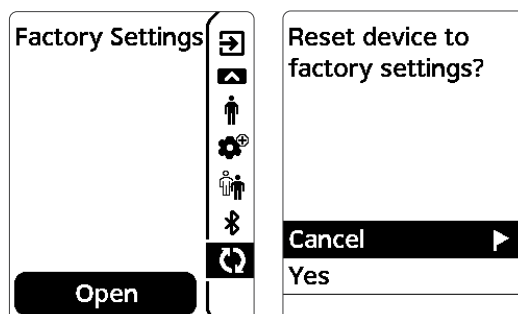 Factory Settings
Open
Reset device to
factory settings?
Cancel
Yes